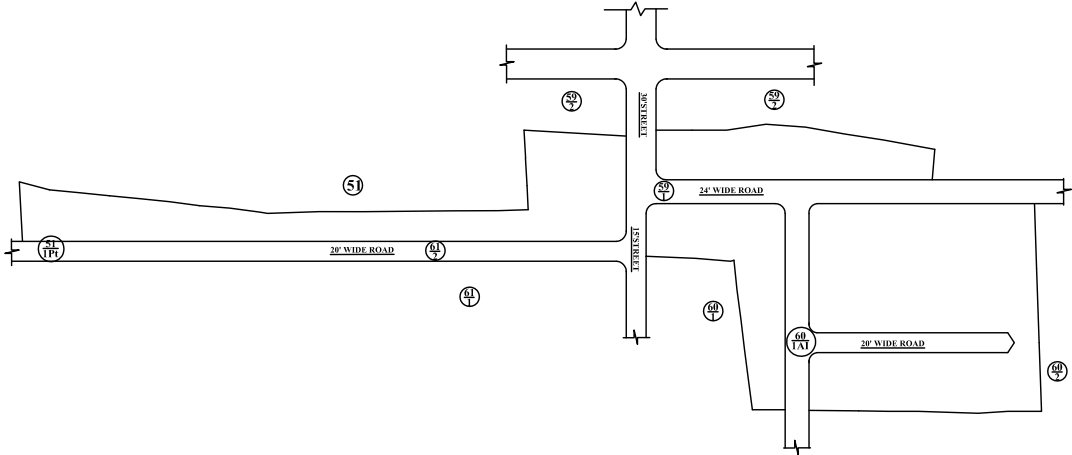 59
2
59
2
30'STREET
51
59
1
24' WIDE ROAD
51
1Pt
20' WIDE ROAD
61
2
15'STREET
61
1
60
1
60
1A1
20' WIDE ROAD
60
2